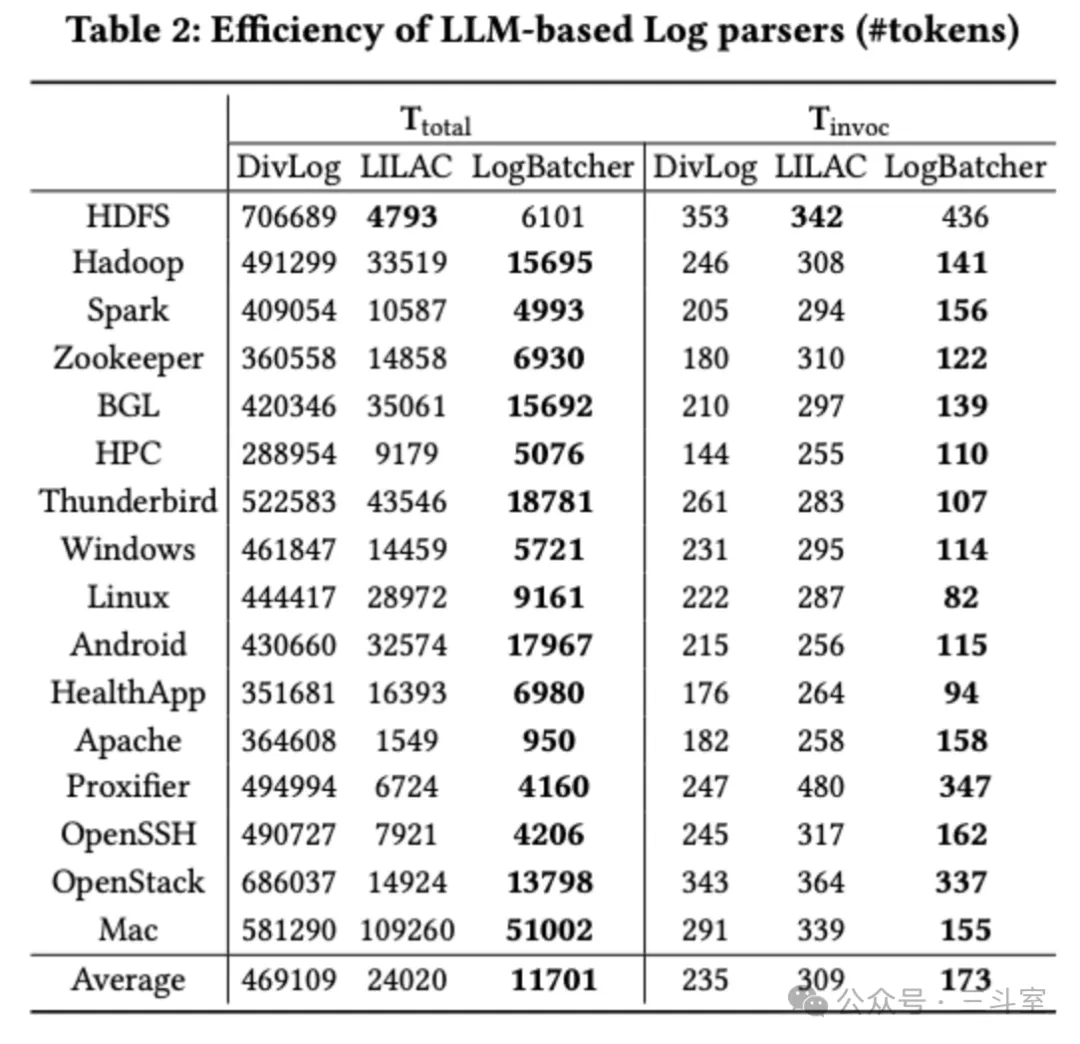 Table 2: Efficiency of LLM-based Log parsers (#tokens)
T_total T_invoc
DivLog LILAC LogBatcher DivLog LILAC LogBatcher
HDFS 706689 4793 6101 353 342 436
Hadoop 491299 33519 15695 246 308 141
Spark 409054 10587 4993 205 294 156
Zookeeper 360558 14858 6930 180 310 122
BGL 420346 35061 15692 210 297 139
HPC 288954 9179 5076 144 255 110
Thunderbird 522583 43546 18781 261 283 107
Windows 461847 14459 5721 231 295 114
Linux 444417 28972 9161 222 287 82
Android 430660 32574 17967 215 256 115
HealthApp 351681 16393 6980 176 264 94
Apache 364608 1549 950 182 258 158
Proxifier 494994 6724 4160 247 480 347
OpenSSH 490727 7921 4206 245 317 162
OpenStack 686037 14924 13798 343 364 337
Mac 581290 109260 51002 291 339 155
Average 469109 24020 11701 235 309 173
公众号 · 三斗室